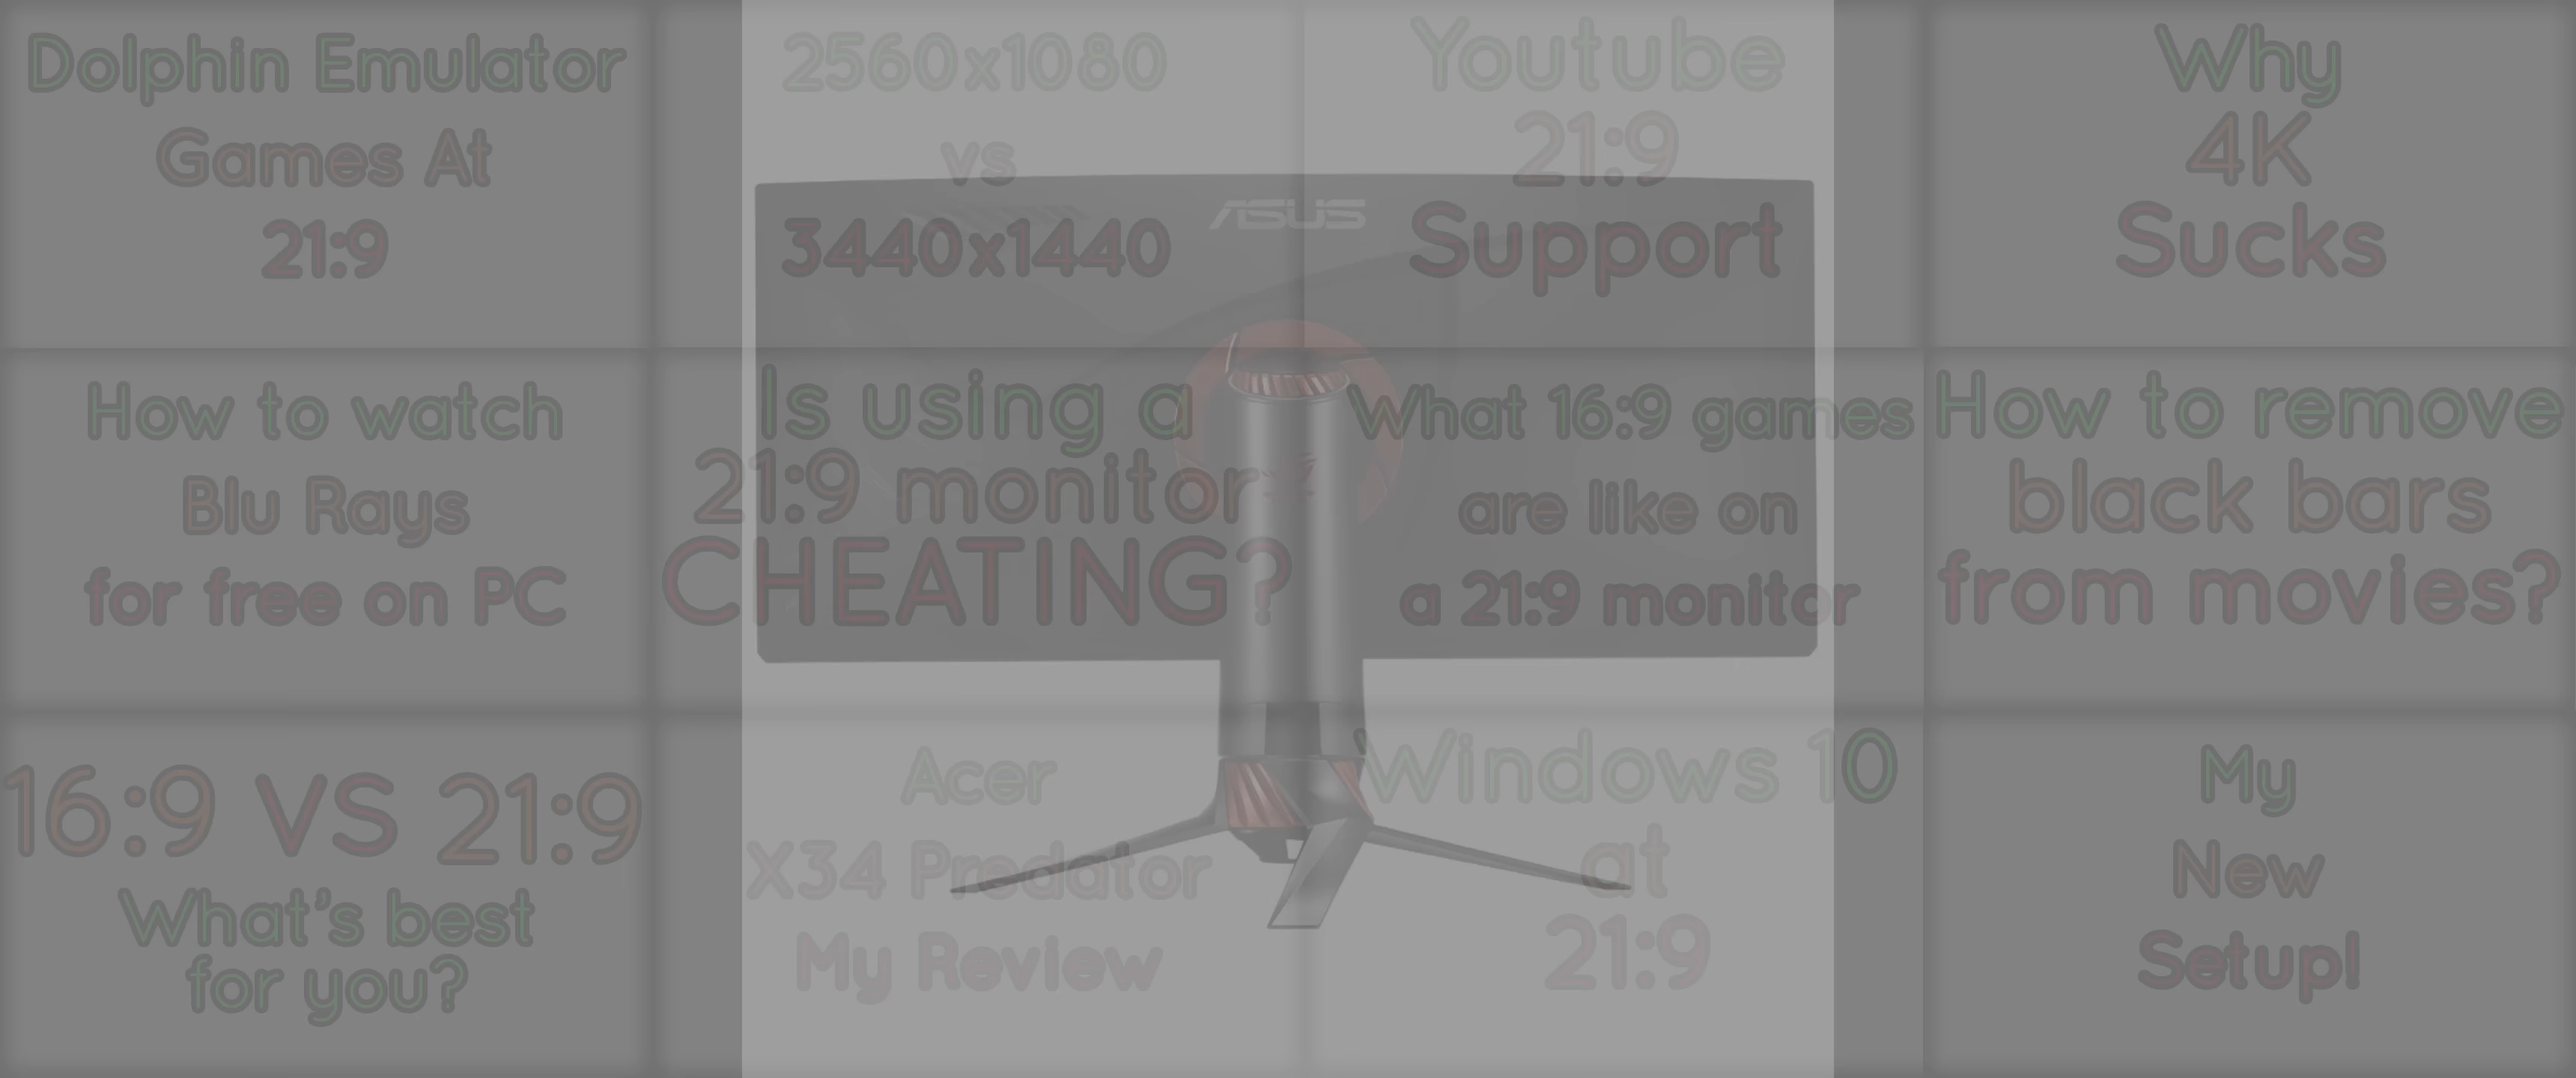 Dolphin Emulator
Games At
21:9
2560x1080
vs
3440x1440
Youtube
21:9
Support
Why
4K
Sucks
ASUS
How to watch
Blu Rays
for free on PC
Is using a
21:9 monitor
CHEATING?
What 16:9 games
are like on
a 21:9 monitor
How to remove
black bars
from movies?
16:9 VS 21:9
What's best
for you?
Acer
X34 Predator
My Review
Windows 10
at
21:9
My
New
Setup!